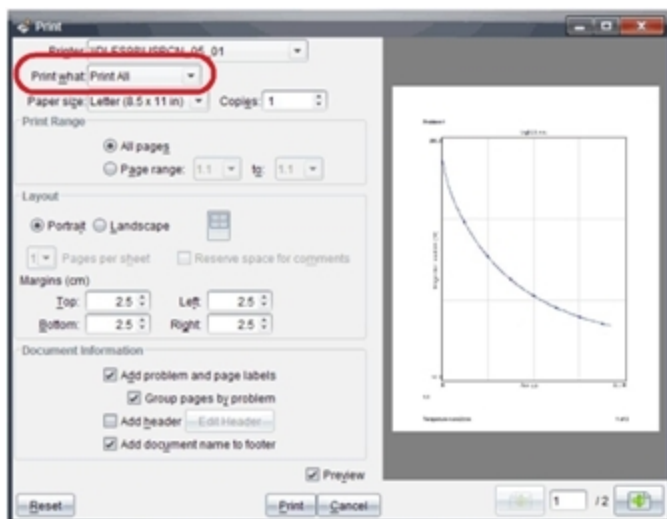 Print
Printer:
Print what: Print All
Paper size: Letter (8.5 x 11 in) Copies: 1
Print Range
All pages
Page range: 1.1 to: 1.1
Layout
Portrait Landscape
1 Pages per sheet Reserve space for comments
Margins (cm)
Top: 2.5 Left: 2.5
Bottom: 2.5 Right: 2.5
Document Information
Add problem and page labels
Group pages by problem
Add header Edit Header
Add document name to footer
Preview
Reset Print Cancel 1 / 2